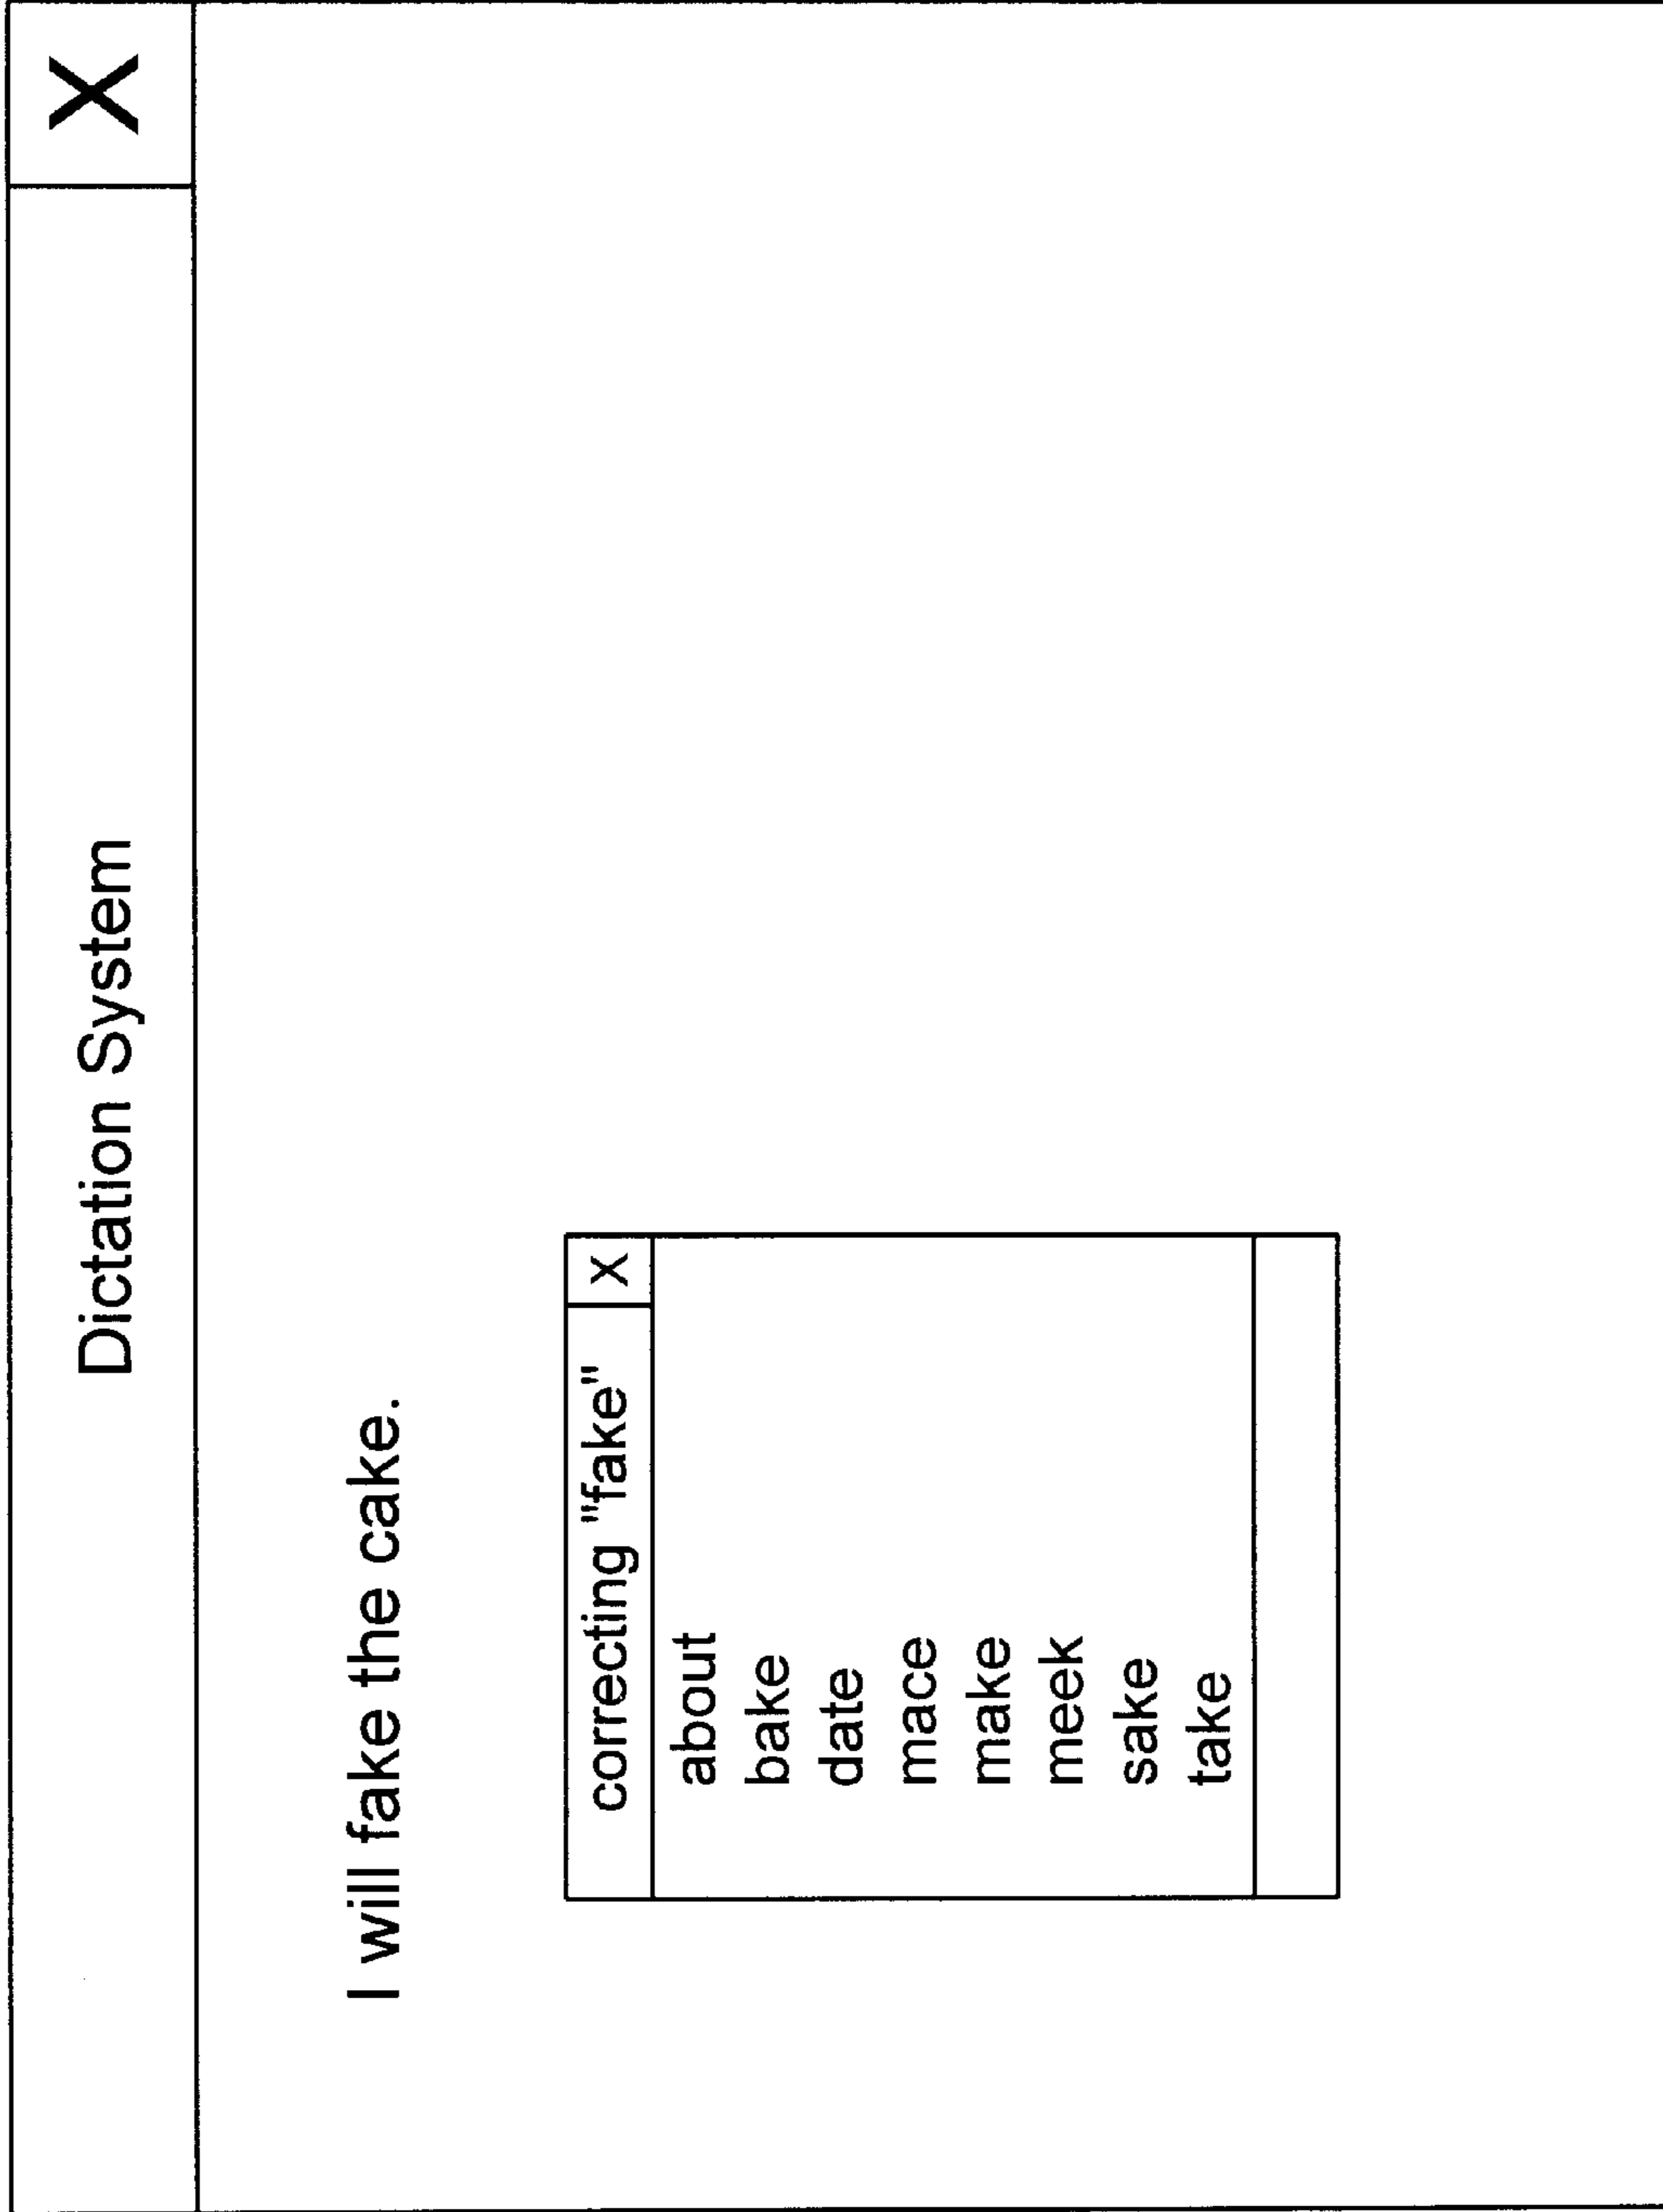 Dictation System X
I will fake the cake.
correcting "fake" x
about
bake
date
mace
make
meek
sake
take